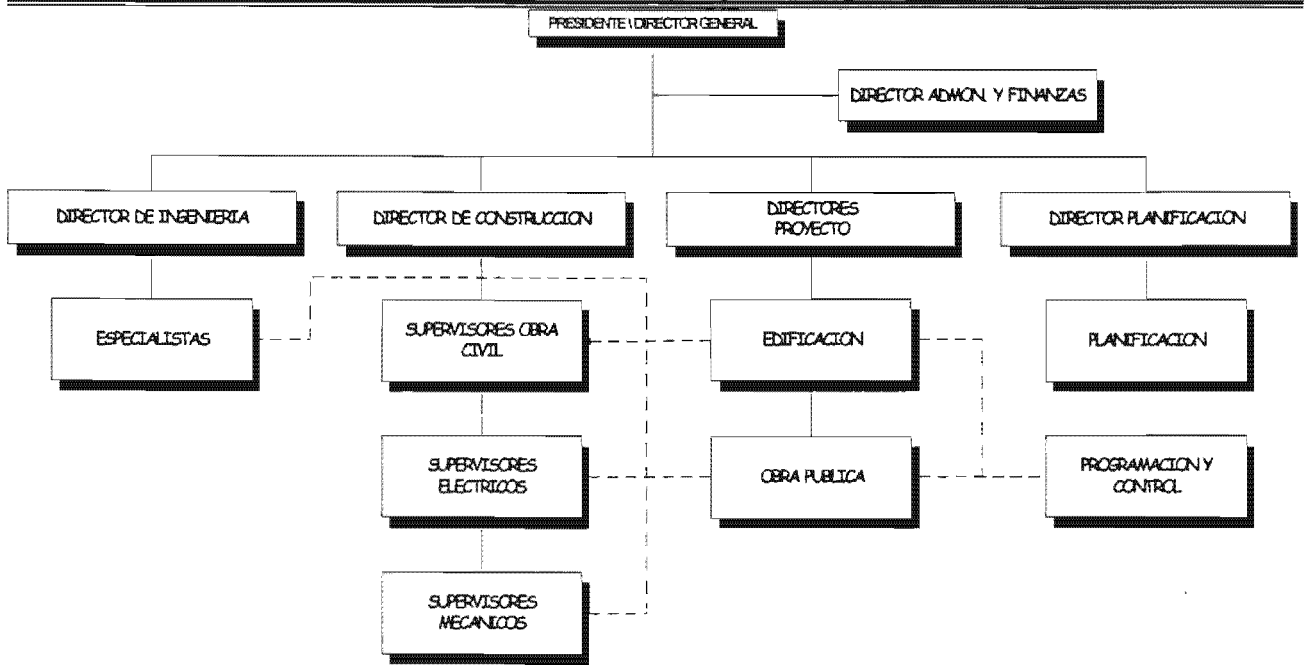 PRESIDENTE \ DIRECTOR GENERAL
DIRECTOR ADMON. Y FINANZAS
DIRECTOR DE INGENIERIA
DIRECTOR DE CONSTRUCCION
DIRECTORES
PROYECTO
DIRECTOR PLANIFICACION
ESPECIALISTAS
SUPERVISORES OBRA
CIVIL
EDIFICACION
PLANIFICACION
SUPERVISORES
ELECTRICOS
OBRA PUBLICA
PROGRAMACION Y
CONTROL
SUPERVISORES
MECANICOS